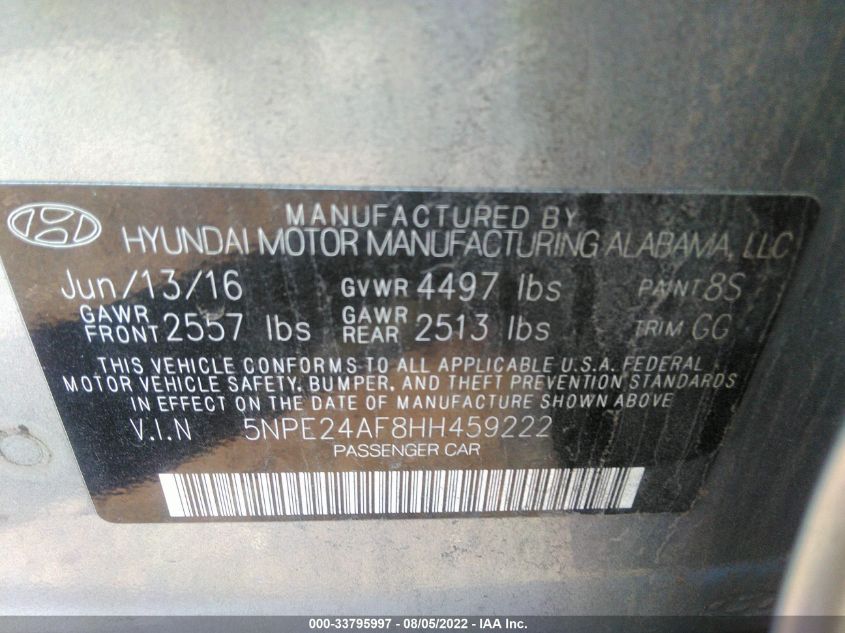 MANUFACTURED BY
HYUNDAI MOTOR MANUFACTURING ALABAMA, LLC
Jun/13/16 GVWR 4497 lbs PAINT 8S
GAWR FRONT 2557 lbs GAWR REAR 2513 lbs TRIM GG
THIS VEHICLE CONFORMS TO ALL APPLICABLE U.S.A. FEDERAL
MOTOR VEHICLE SAFETY, BUMPER, AND THEFT PREVENTION STANDARDS
IN EFFECT ON THE DATE OF MANUFACTURE SHOWN ABOVE
V.I.N 5NPE24AF8HH459222
PASSENGER CAR
000-33795997 - 08/05/2022 - IAA Inc.